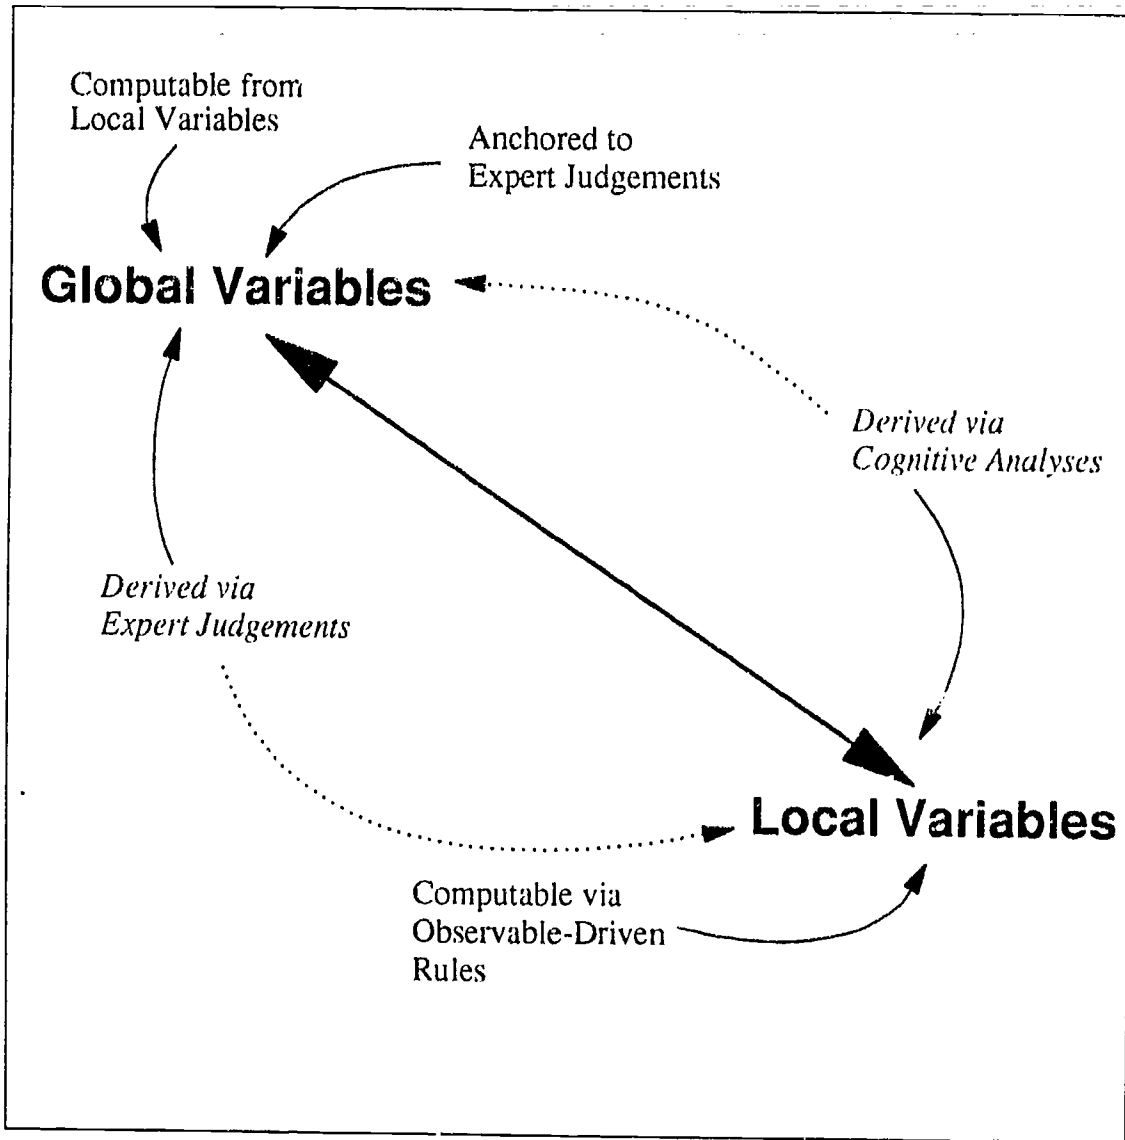 Computable from
Local Variables
Anchored to
Expert Judgements
Global Variables
Derived via
Cognitive Analyses
Derived via
Expert Judgements
Local Variables
Computable via
Observable-Driven
Rules